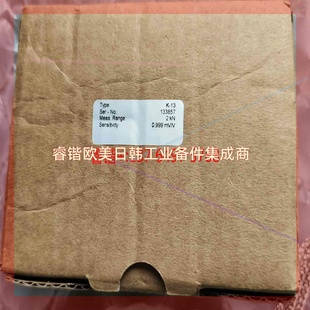 Type K-13
Ser - No. 133857
Meas. Range 2 kN
Sensitivity 0.999 mV/V
睿锴欧美日韩工业备件集成商